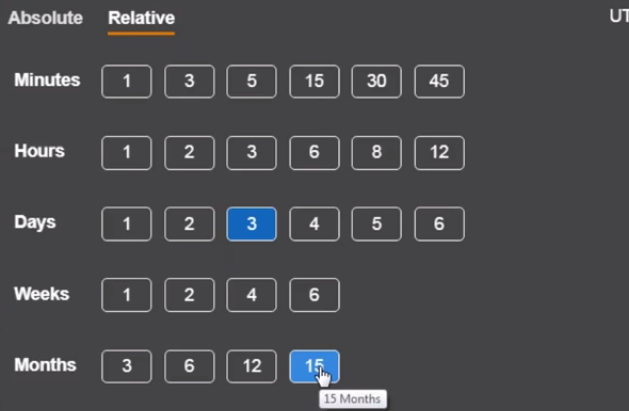 Absolute Relative UT
Minutes 1 3 5 15 30 45
Hours 1 2 3 6 8 12
Days 1 2 3 4 5 6
Weeks 1 2 4 6
Months 3 6 12 15
15 Months